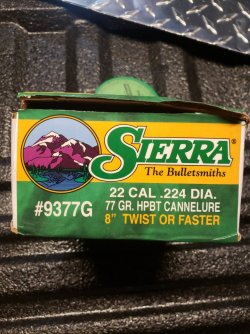 SIERRA®
The Bulletsmiths
#9377G
22 CAL .224 DIA.
77 GR. HPBT CANNELURE
8" TWIST OR FASTER